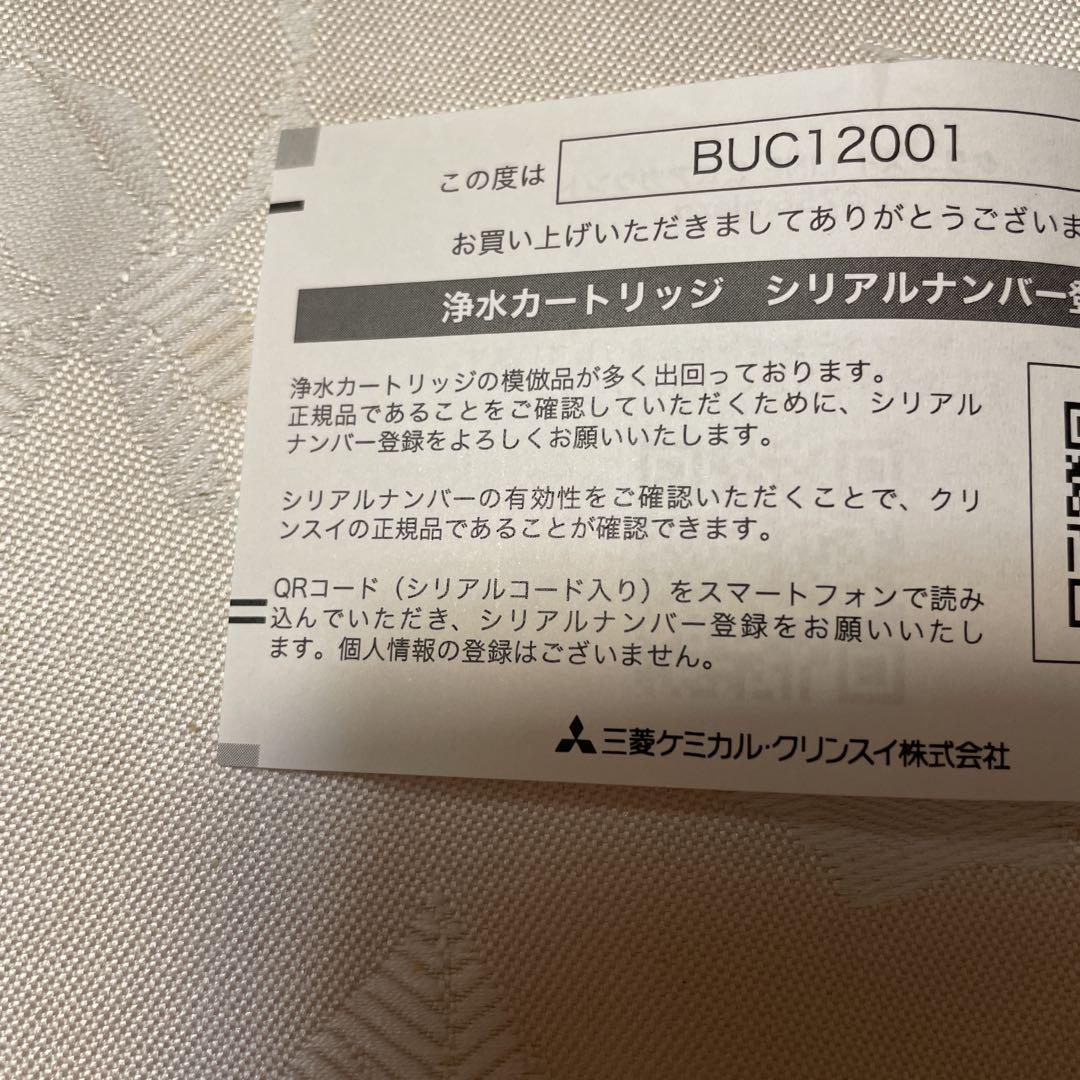 この度は
BUC12001
お買い上げいただきましてありがとうございま
浄水カートリッジ シリアルナンバー登
浄水カートリッジの模倣品が多く出回っております。
正規品であることをご確認していただくために、シリアル
ナンバー登録をよろしくお願いいたします。
シリアルナンバーの有効性をご確認いただくことで、クリ
ンスイの正規品であることが確認できます。
QRコード（シリアルコード入り）をスマートフォンで読み
込んでいただき、シリアルナンバー登録をお願いいたし
ます。個人情報の登録はございません。
三菱ケミカル・クリンスイ株式会社